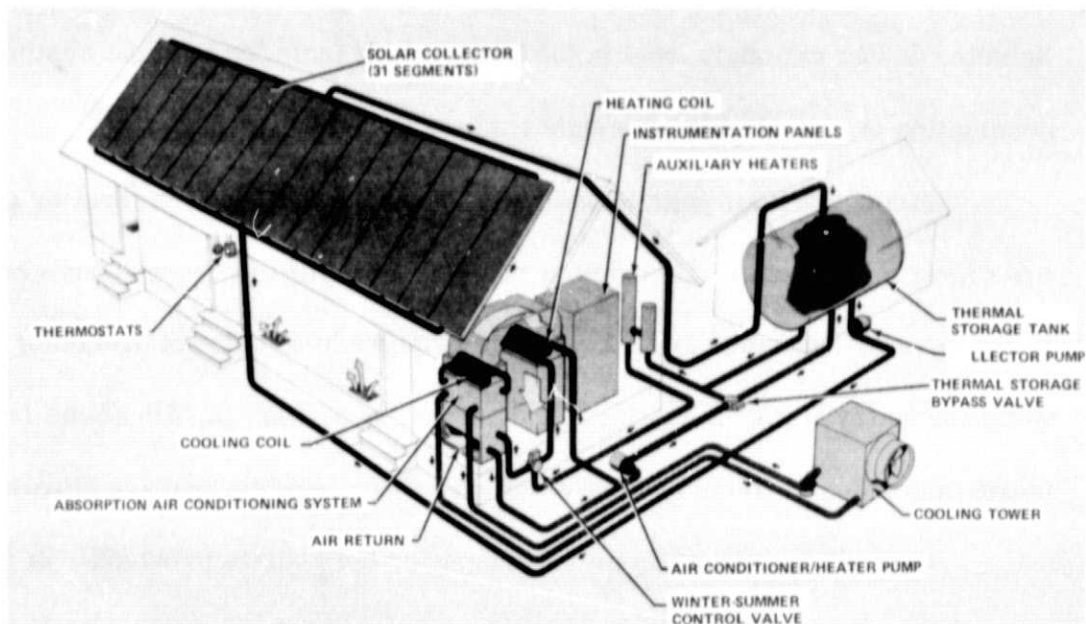 SOLAR COLLECTOR
(31 SEGMENTS)
HEATING COIL
INSTRUMENTATION PANELS
AUXILIARY HEATERS
THERMOSTATS
THERMAL
STORAGE TANK
LLECTOR PUMP
THERMAL STORAGE
BYPASS VALVE
COOLING COIL
ABSORPTION AIR CONDITIONING SYSTEM
COOLING TOWER
AIR RETURN
AIR CONDITIONER/HEATER PUMP
WINTER-SUMMER
CONTROL VALVE